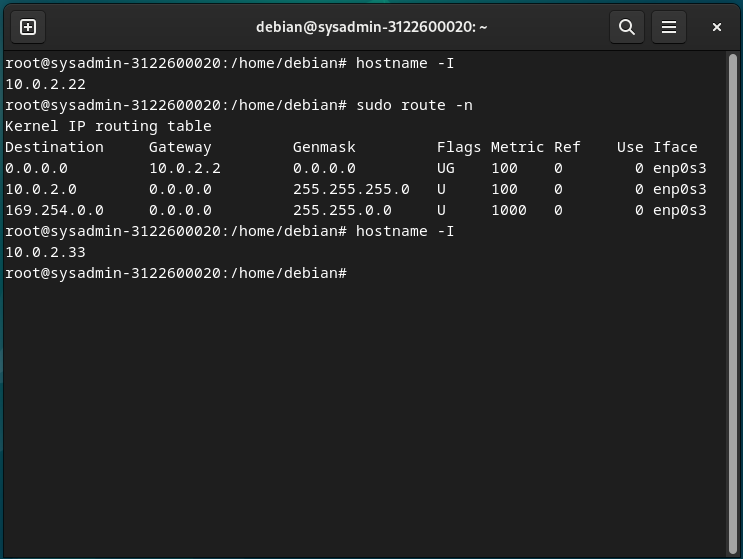 debian@sysadmin-3122600020: ~
root@sysadmin-3122600020:/home/debian# hostname -I
10.0.2.22
root@sysadmin-3122600020:/home/debian# sudo route -n
Kernel IP routing table
Destination     Gateway         Genmask         Flags Metric Ref    Use Iface
0.0.0.0         10.0.2.2        0.0.0.0         UG    100    0        0 enp0s3
10.0.2.0        0.0.0.0         255.255.255.0   U     100    0        0 enp0s3
169.254.0.0     0.0.0.0         255.255.0.0     U     1000   0        0 enp0s3
root@sysadmin-3122600020:/home/debian# hostname -I
10.0.2.33
root@sysadmin-3122600020:/home/debian#